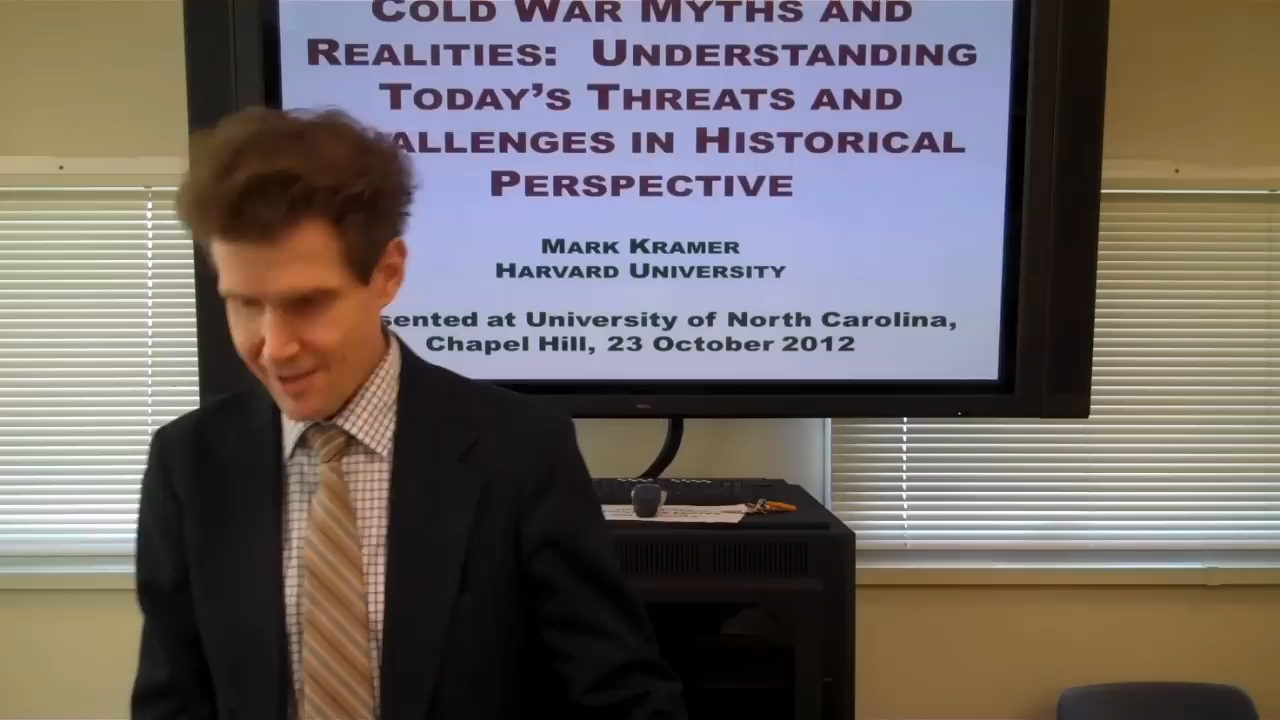 COLD WAR MYTHS AND
REALITIES: UNDERSTANDING
TODAY'S THREATS AND
ALLENGES IN HISTORICAL
PERSPECTIVE
MARK KRAMER
HARVARD UNIVERSITY
sented at University of North Carolina,
Chapel Hill, 23 October 2012